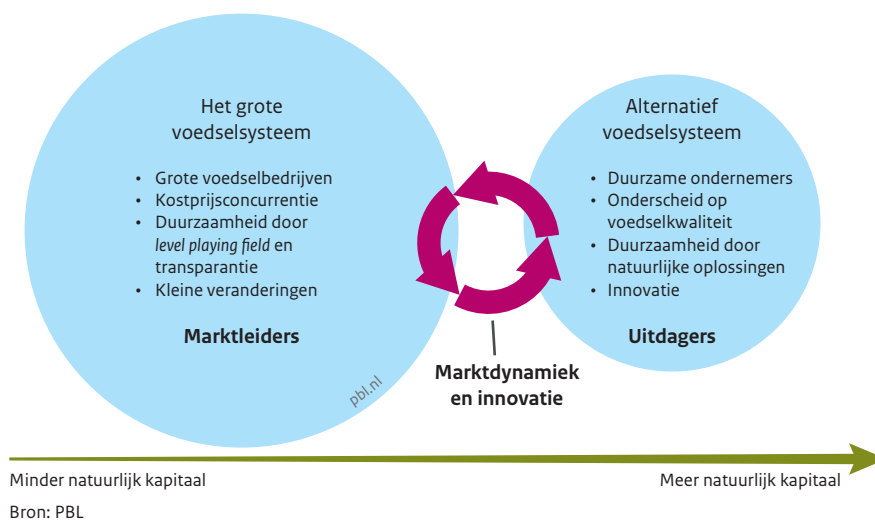 Het grote
voedselsysteem
• Grote voedselbedrijven
• Kostprijsconcurrentie
• Duurzaamheid door
level playing field en
transparantie
• Kleine veranderingen
Marktleiders
pbl.nl
Alternatief
voedselsysteem
• Duurzame ondernemers
• Onderscheid op
voedselkwaliteit
• Duurzaamheid door
natuurlijke oplossingen
• Innovatie
Uitdagers
Marktdynamiek
en innovatie
Minder natuurlijk kapitaal
Meer natuurlijk kapitaal
Bron: PBL